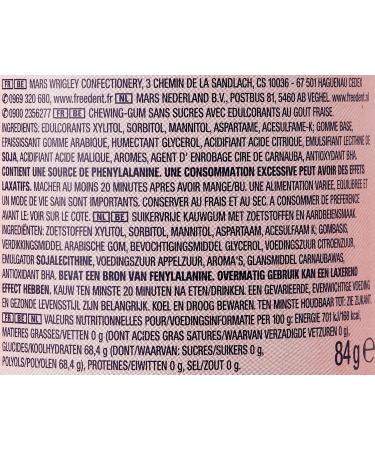 FR BE MARS WRIGLEY CONFECTIONERY, 3 CHEMIN DE LA SANDLACH, CS 10036 - 67 501 HAGUENAU CEDEX
✆0969 320 680, www.freedent.fr NL MARS NEDERLAND B.V., POSTBUS 81, 5460 AB VEGHEL. www.freedent.nl
✆0900 2356277 FR BE CHEWING-GUM SANS SUCRES AVEC EDULCORANTS AU GOUT FRAISE.
INGREDIENTS: EDULCORANTS XYLITOL, SORBITOL, MANNITOL, ASPARTAME, ACESULFAME-K; GOMME BASE,
EPAISSISSANT GOMME ARABIQUE, HUMECTANT GLYCEROL, ACIDIFIANT ACIDE CITRIQUE, EMULSIFIANT LECITHINE DE
SOJA, ACIDIFIANT ACIDE MALIQUE, AROMES, AGENT D' ENROBAGE CIRE DE CARNAUBA, ANTIOXYDANT BHA.
CONTIENT UNE SOURCE DE PHENYLALANINE. UNE CONSOMMATION EXCESSIVE PEUT AVOIR DES EFFETS
LAXATIFS. MACHER AU MOINS 20 MINUTES APRES AVOIR MANGE/BU. UNE ALIMENTATION VARIEE, EQUILIBREE ET
UN MODE DE VIE SAIN SONT IMPORTANTS. CONSERVER AU FRAIS ET AU SEC. A CONSOMMER DE PREFERENCE
AVANT LE: VOIR SUR LE COTE. NL BE SUIKERVRIJE KAUWGOM MET ZOETSTOFFEN EN AARDBEIENSMAAK.
INGREDIËNTEN: ZOETSTOFFEN XYLITOL, SORBITOL, MANNITOL, ASPARTAAM, ACESULFAAM-K; GOMBASIS,
VERDIKKINGSMIDDEL ARABISCHE GOM, BEVOCHTIGINGSMIDDEL GLYCEROL, VOEDINGSZUUR CITROENZUUR,
EMULGATOR SOJALECITHINE, VOEDINGSZUUR APPELZUUR, AROMA'S, GLANSMIDDEL CARNAUBAWAS,
ANTIOXIDANT BHA. BEVAT EEN BRON VAN FENYLALANINE. OVERMATIG GEBRUIK KAN EEN LAXEREND
EFFECT HEBBEN. KAUW TEN MINSTE 20 MINUTEN NA ETEN/DRINKEN. EEN GEVARIEERDE, EVENWICHTIGE VOEDING
EN GEZONDE LEVENSSTIJL ZIJN BELANGRIJK. KOEL EN DROOG BEWAREN. TEN MINSTE HOUDBAAR TOT: ZIE ZIJKANT.
FR BE NL VALEURS NUTRITIONNELLES POUR/VOEDINGSINFORMATIE PER 100 g: ENERGIE 701 kJ/168 kcal,
MATIERES GRASSES/VETTEN 0 g (DONT ACIDES GRAS SATURES/WAARVAN VERZADIGDE VETZUREN 0 g),
GLUCIDES/KOOLHYDRATEN 68,4 g (DONT/WAARVAN: SUCRES/SUIKERS 0 g,
POLYOLS/POLYOLEN 68,4 g), PROTEINES/EIWITTEN 0 g, SEL/ZOUT 0 g.
84g e